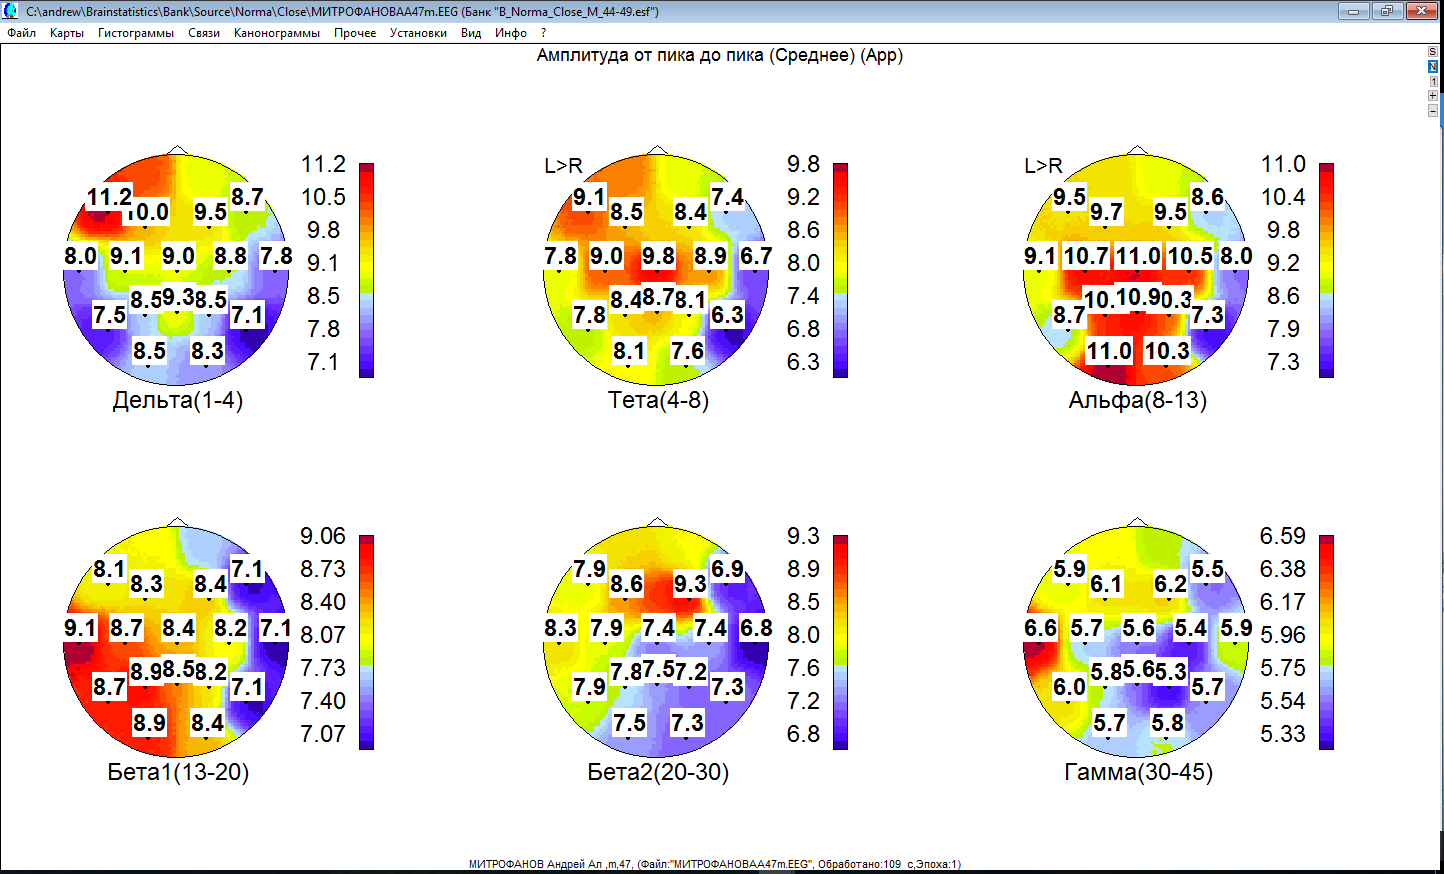 C:\andrew\Brainstatistics\Bank\Source\Norma\Close\МИТРОФАНОВАА47m.EEG (Банк "B_Norma_Close_M_44-49.esf")
Файл Карты Гистограммы Связи Канонограммы Прочее Установки Вид Инфо ?
Амплитуда от пика до пика (Среднее) (App)
S
N
1
+
−
11.2 10.0 9.5 8.7
8.0 9.1 9.0 8.8 7.8
7.5 8.5 9.3 8.5 7.1
8.5 8.3
11.2
10.5
9.8
9.1
8.5
7.8
7.1
Дельта(1-4)
L>R
9.1 8.5 8.4 7.4
7.8 9.0 9.8 8.9 6.7
7.8 8.4 8.7 8.1 6.3
8.1 7.6
9.8
9.2
8.6
8.0
7.4
6.8
6.3
Тета(4-8)
L>R
9.5 9.7 9.5 8.6
9.1 10.7 11.0 10.5 8.0
8.7 10. 10.9 0.3 7.3
11.0 10.3
11.0
10.4
9.8
9.2
8.6
7.9
7.3
Альфа(8-13)
8.1 8.3 8.4 7.1
9.1 8.7 8.4 8.2 7.1
8.7 8.9 8.5 8.2 7.1
8.9 8.4
9.06
8.73
8.40
8.07
7.73
7.40
7.07
Бета1(13-20)
7.9 8.6 9.3 6.9
8.3 7.9 7.4 7.4 6.8
7.9 7.8 7.5 7.2 7.3
7.5 7.3
9.3
8.9
8.5
8.0
7.6
7.2
6.8
Бета2(20-30)
5.9 6.1 6.2 5.5
6.6 5.7 5.6 5.4 5.9
6.0 5.8 5.6 5.3 5.7
5.7 5.8
6.59
6.38
6.17
5.96
5.75
5.54
5.33
Гамма(30-45)
МИТРОФАНОВ Андрей Ал ,m,47, (Файл:"МИТРОФАНОВАА47m.EEG", Обработано:109 с,Эпоха:1)